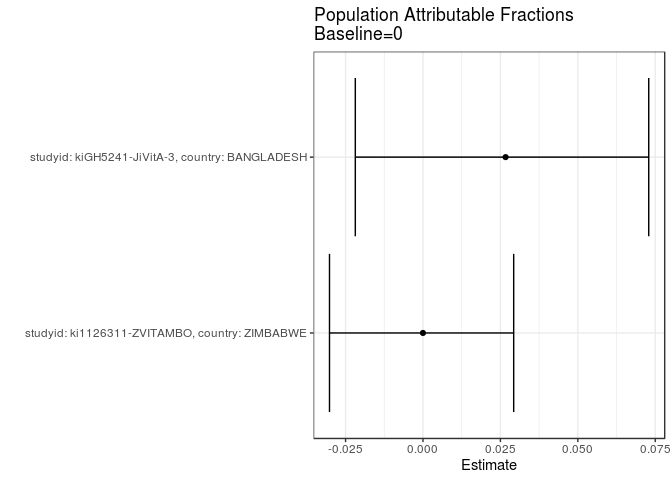 Population Attributable Fractions
Baseline=0
studyid: kiGH5241-JiVitA-3, country: BANGLADESH
studyid: ki1126311-ZVITAMBO, country: ZIMBABWE
-0.025 0.000 0.025 0.050 0.075
Estimate